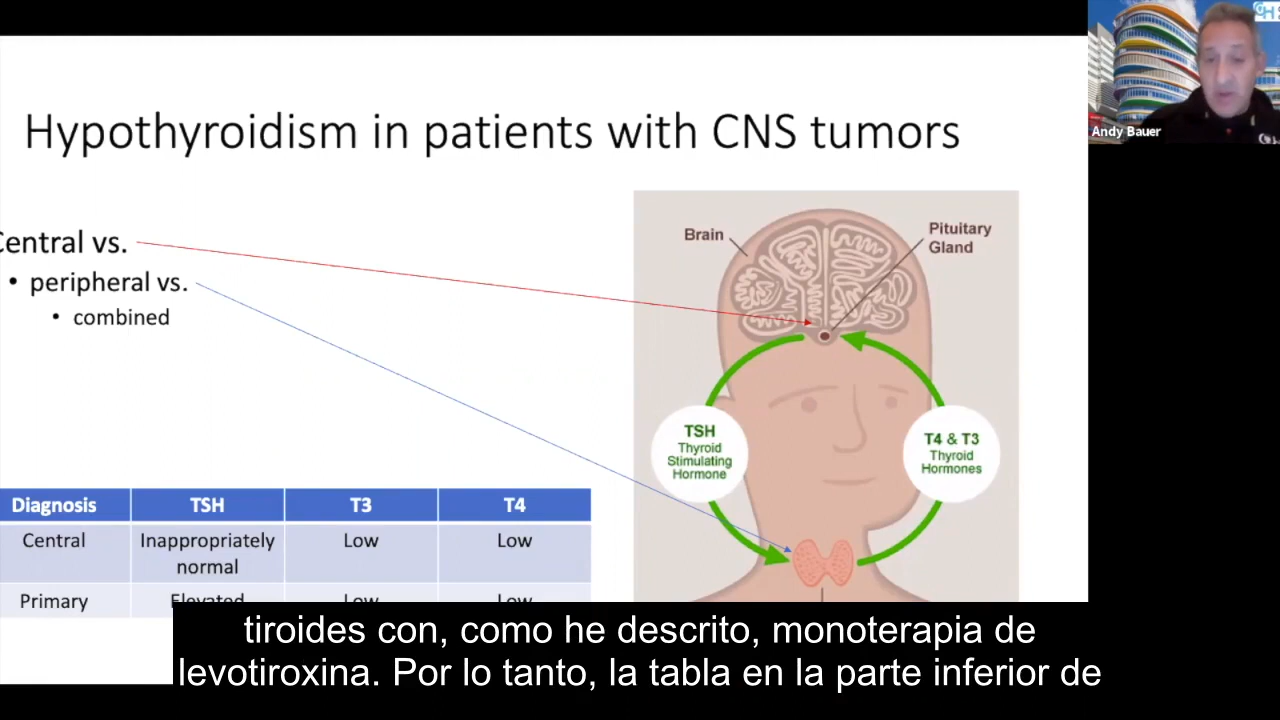 Hypothyroidism in patients with CNS tumors
Central vs.
• peripheral vs.
• combined
Brain
Pituitary
Gland
TSH
Thyroid
Stimulating
Hormone
T4 & T3
Thyroid
Hormones
Diagnosis TSH T3 T4
Central Inappropriately normal Low Low
Primary Elevated Low Low
Andy Bauer
tiroides con, como he descrito, monoterapia de
levotiroxina. Por lo tanto, la tabla en la parte inferior de